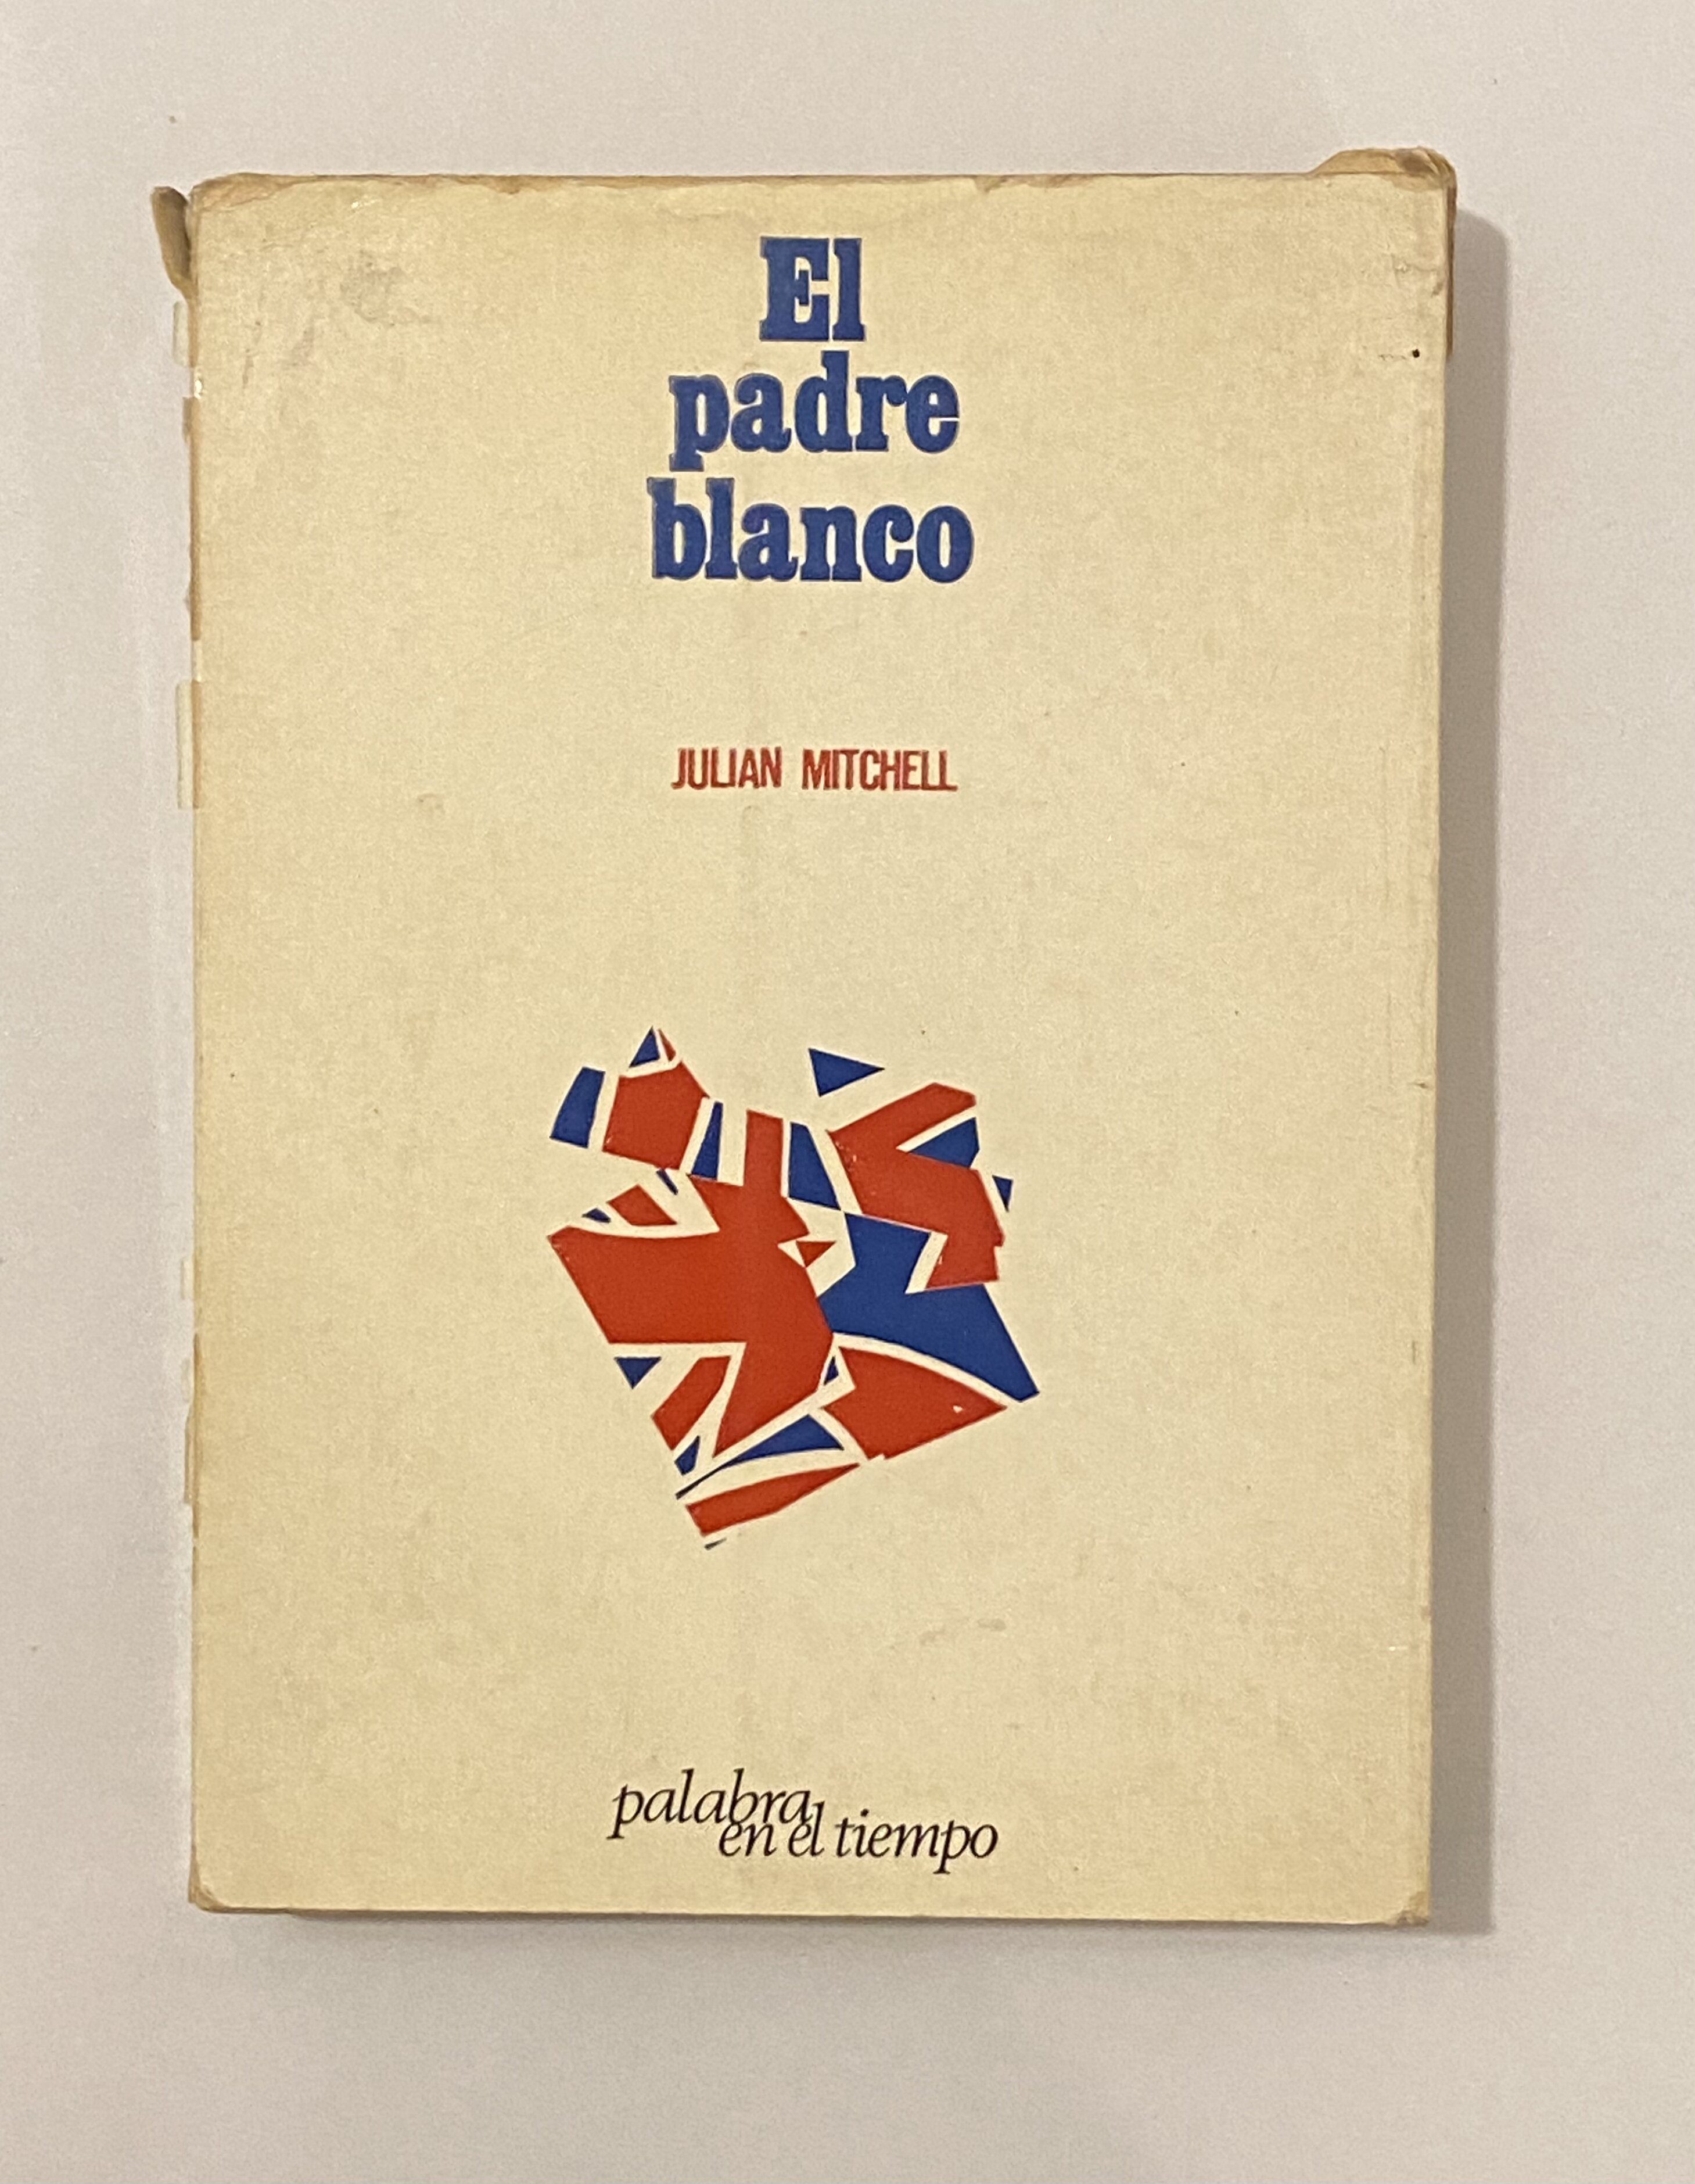 El
padre
blanco
JULIAN MITCHELL
palabra
en el tiempo